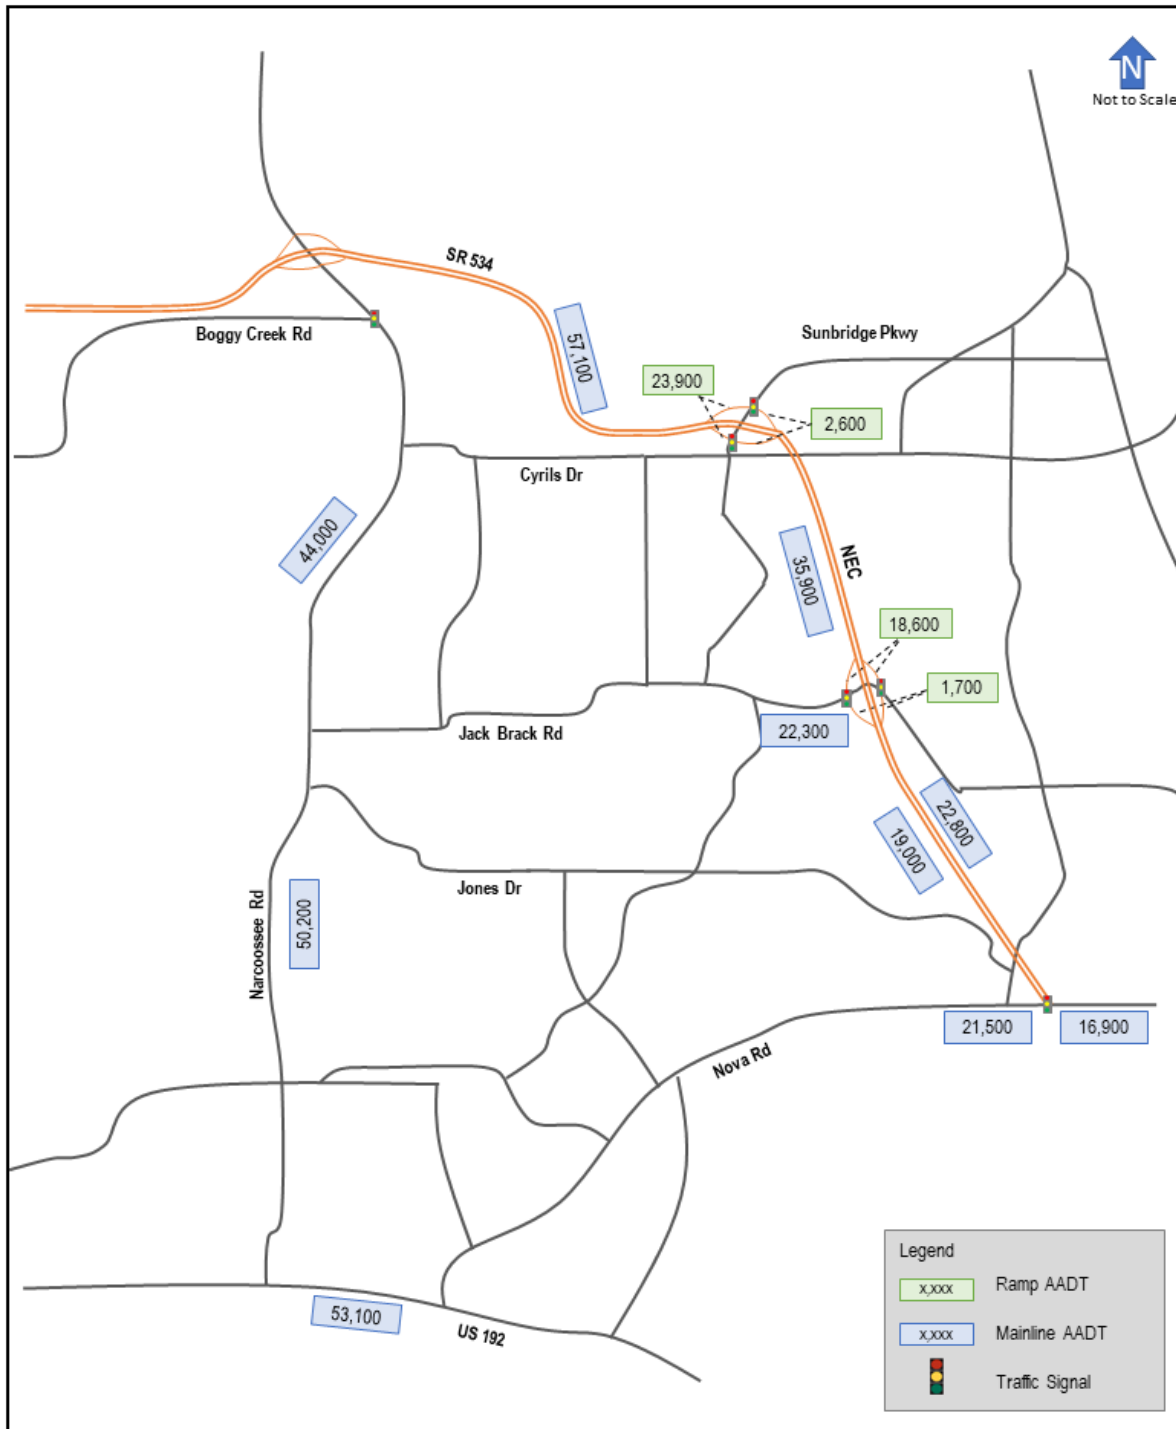 N
Not to Scale
SR 534
Boggy Creek Rd
57,100
Sunbridge Pkwy
23,900
2,600
Cyrils Dr
44,000
35,900
NEC
18,600
1,700
22,300
Jack Brack Rd
22,800
19,000
Jones Dr
Narcoossee Rd
50,200
21,500
16,900
Nova Rd
53,100
US 192
Legend
x,xxx Ramp AADT
x,xxx Mainline AADT
Traffic Signal